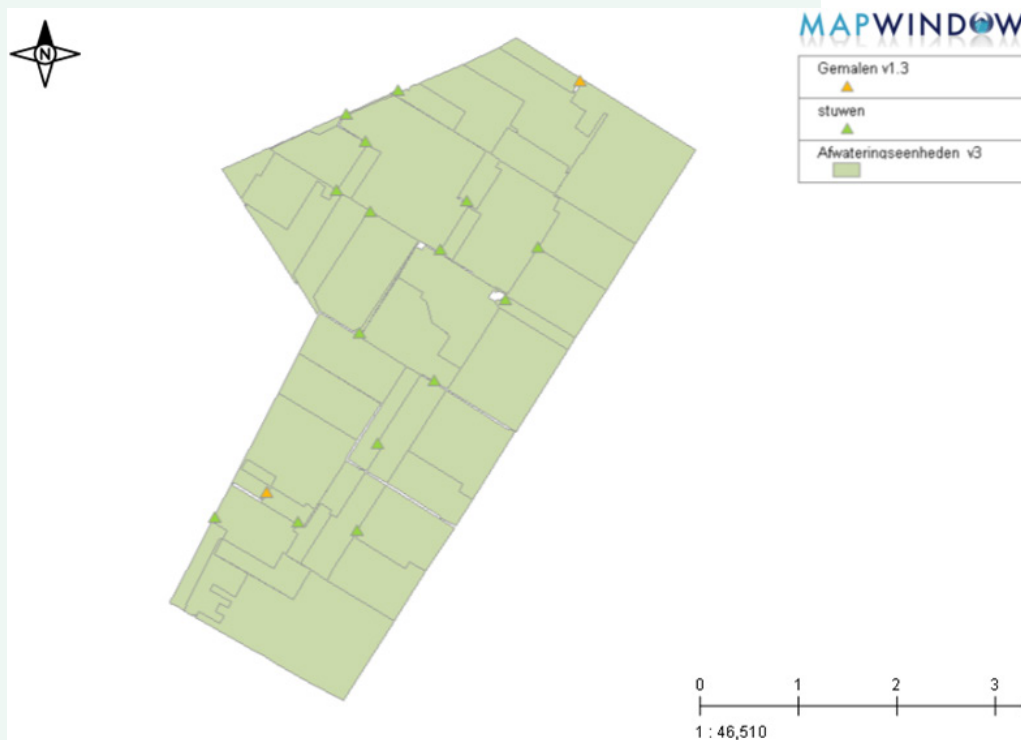 N
MAPWINDOW
Gemalen v1.3
stuwen
Afwateringseenheden v3
0 1 2 3
1 : 46,510